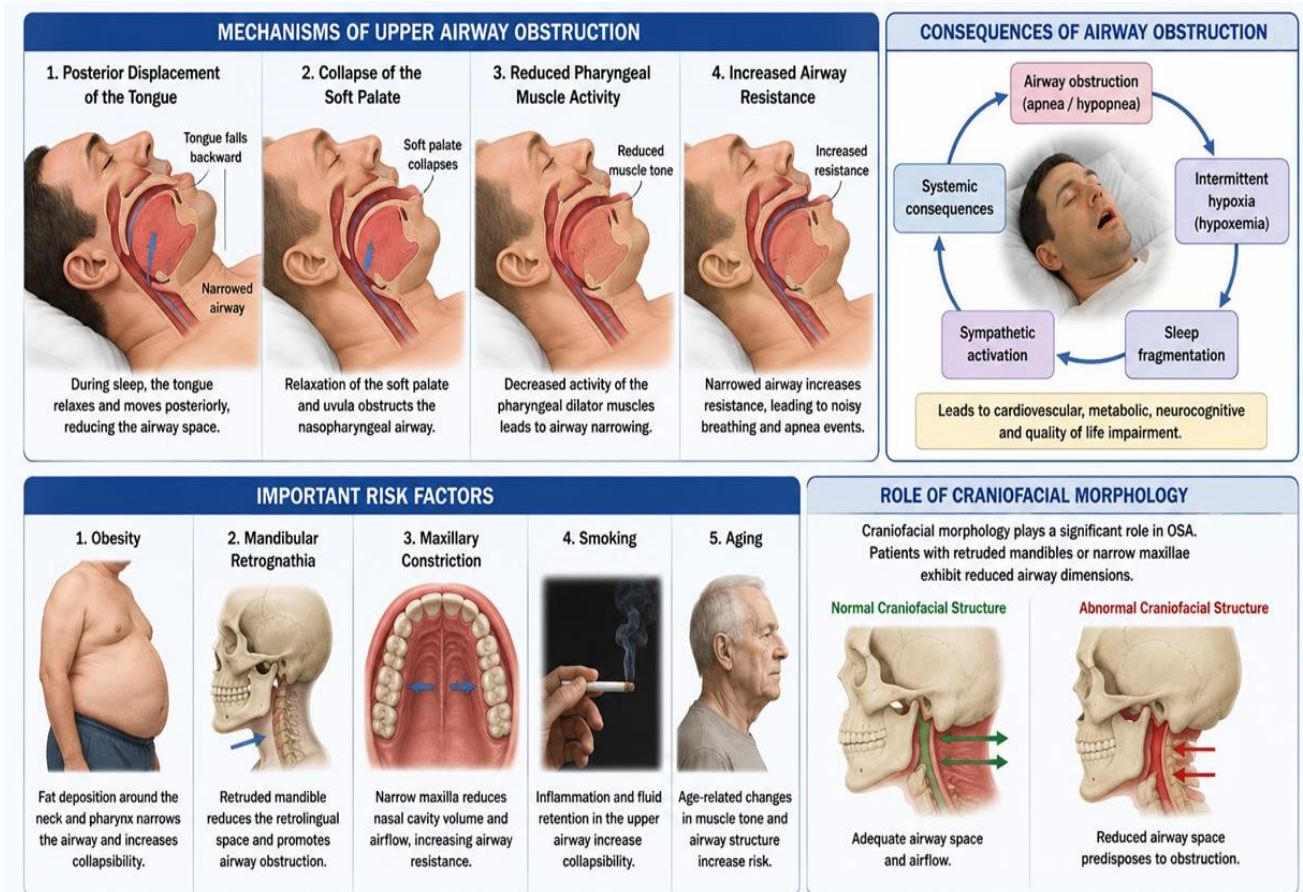 MECHANISMS OF UPPER AIRWAY OBSTRUCTION
1. Posterior Displacement
of the Tongue
Tongue falls
backward
Narrowed
airway
During sleep, the tongue
relaxes and moves posteriorly,
reducing the airway space.
2. Collapse of the
Soft Palate
Soft palate
collapses
Relaxation of the soft palate
and uvula obstructs the
nasopharyngeal airway.
3. Reduced Pharyngeal
Muscle Activity
Reduced
muscle tone
Decreased activity of the
pharyngeal dilator muscles
leads to airway narrowing.
4. Increased Airway
Resistance
Increased
resistance
Narrowed airway increases
resistance, leading to noisy
breathing and apnea events.
CONSEQUENCES OF AIRWAY OBSTRUCTION
Airway obstruction
(apnea / hypopnea)
Intermittent
hypoxia
(hypoxemia)
Sleep
fragmentation
Sympathetic
activation
Systemic
consequences
Leads to cardiovescular, metabolic, neurocognitive
and quality of life impairment.
IMPORTANT RISK FACTORS
1. Obesity
Fat deposition around the
neck and pharynx narrows
the airway and increases
collapsibility.
2. Mandibular
Retrognathia
Retruded mandible
reduces the retrolingual
space and promotes
airway obstruction.
3. Maxillary
Constriction
Narrow maxilla reduces
nasal cavity volume and
airflow, increasing airway
resistance.
4. Smoking
Inflammation and fluid
retention in the upper
airway increase
collapsibility.
5. Aging
Age-related changes
in muscle tone and
airway structure
increase risk.
ROLE OF CRANIOFACIAL MORPHOLOGY
Craniofacial morphology plays a significant role in OSA.
Patients with retruded mandibles or narrow maxillae
exhibit reduced airway dimensions.
Normal Craniofacial Structure
Adequate airway space
and airflow.
Abnormal Craniofacial Structure
Reduced airway space
predisposes to obstruction.